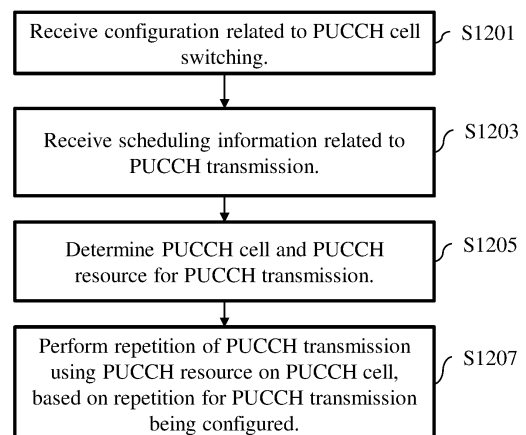 Receive configuration related to PUCCH cell
switching.
S1201
Receive scheduling information related to
PUCCH transmission.
S1203
Determine PUCCH cell and PUCCH
resource for PUCCH transmission.
S1205
Perform repetition of PUCCH transmission
using PUCCH resource on PUCCH cell,
based on repetition for PUCCH transmission
being configured.
S1207